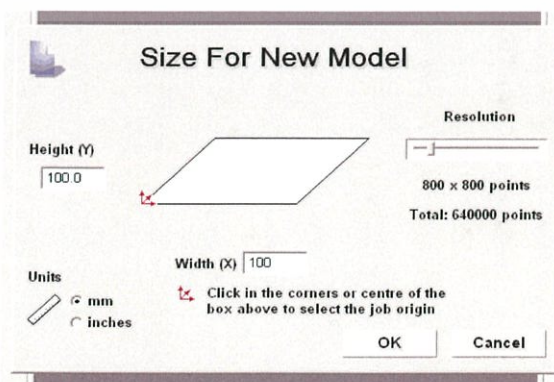 Size For New Model
Resolution
Height (Y)
100.0
800 x 800 points
Total: 640000 points
Width (X) 100
Units
mm
inches
Click in the corners or centre of the
box above to select the job origin
OK Cancel